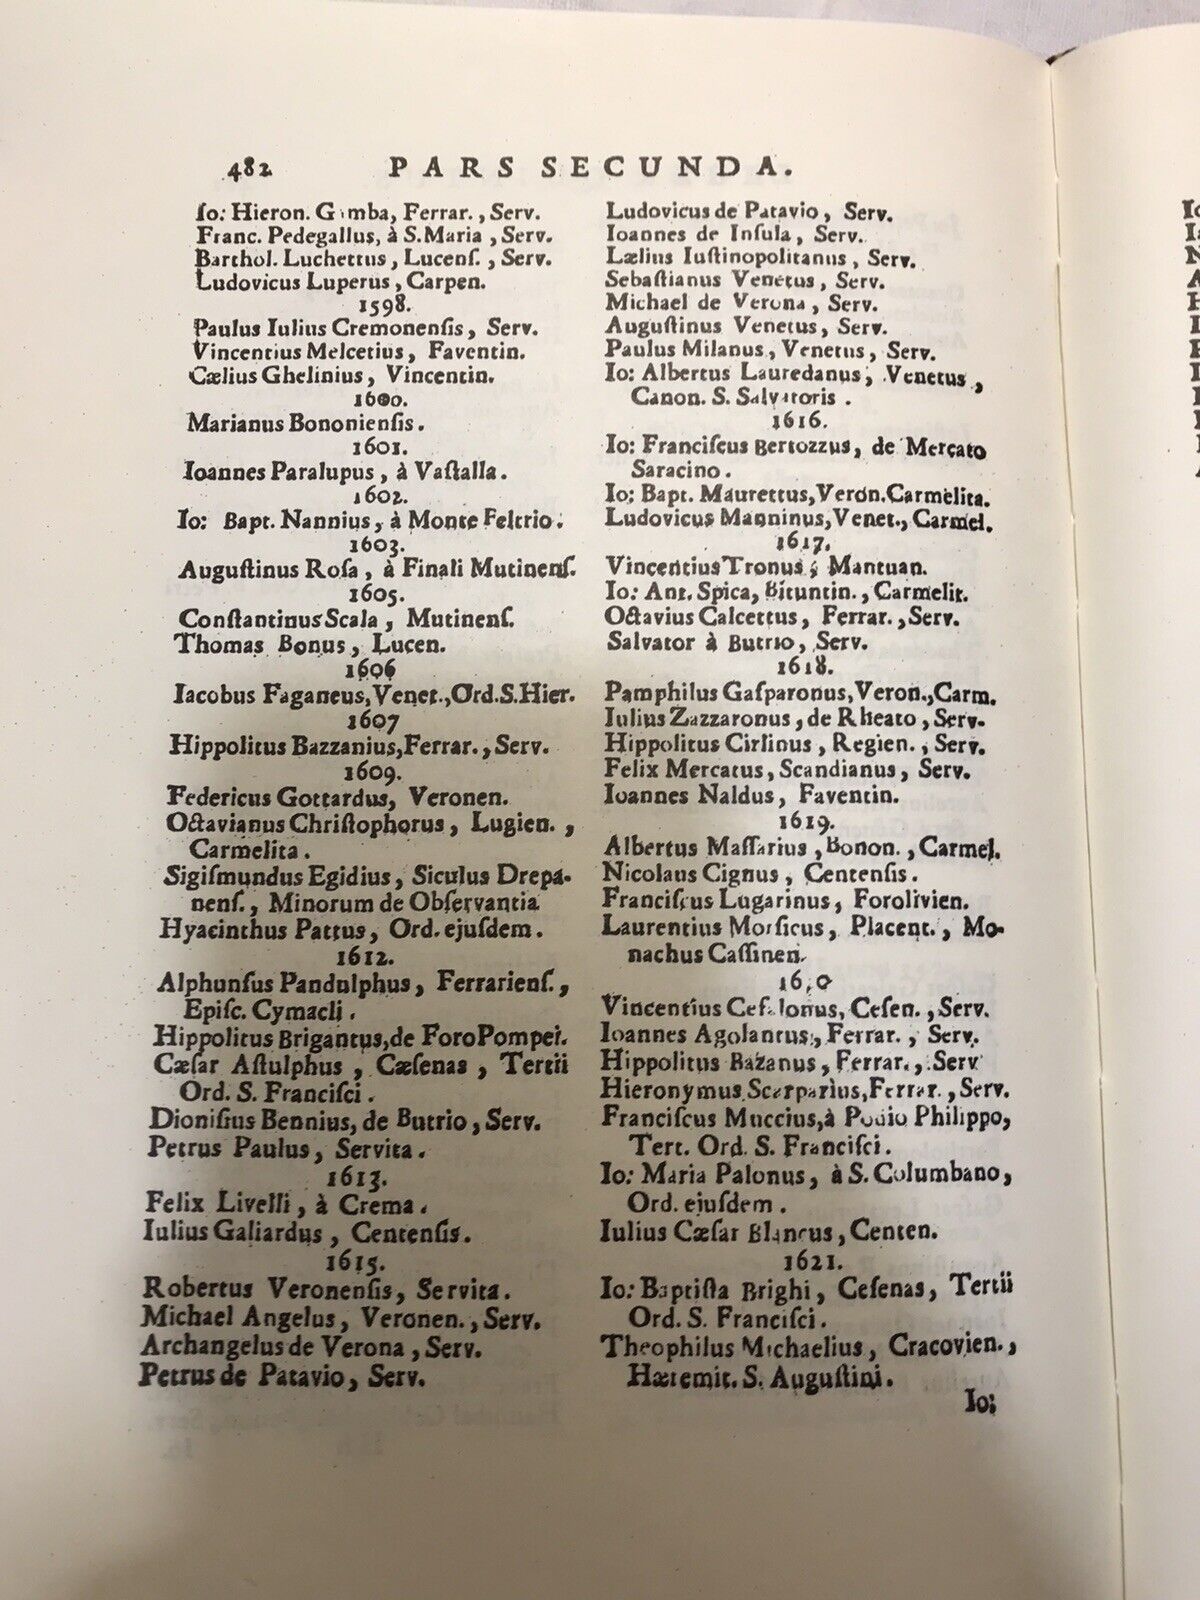 482 PARS SECUNDA.
Io: Hieron. Gimba, Ferrar., Serv.
Franc. Pedegallus, à S. Maria, Serv.
Barthol. Luchettus, Lucenſ., Serv.
Ludovicus Luperus, Carpen.
1598.
Paulus Iulius Cremonenſis, Serv.
Vincentius Melcetius, Faventin.
Cælius Ghelinius, Vincentin.
1600.
Marianus Bononienſis.
1601.
Ioannes Paralupus, à Vaſtalla.
1602.
Io: Bapt. Nannius, à Monte Feltrio.
1603.
Auguſtinus Roſa, à Finali Mutinenſ.
1605.
Conſtantinus Scala, Mutinenſ.
Thomas Bonus, Lucen.
1606
Iacobus Faganeus, Venet., Ord. S. Hier.
1607
Hippolitus Bazzanius, Ferrar., Serv.
1609.
Federicus Gottardus, Veronen.
Octavianus Chriſtophorus, Lugien.,
Carmelita.
Sigiſmundus Egidius, Siculus Drepa-
nenſ., Minorum de Obſervantia
Hyacinthus Pattus, Ord. ejuſdem.
1612.
Alphunſus Pandulphus, Ferrarienſ.,
Epiſc. Cymacli.
Hippolitus Brigantus, de Foro Pompei.
Cæſar Aſtulphus, Cæſenas, Tertii
Ord. S. Franciſci.
Dioniſius Bennius, de Butrio, Serv.
Petrus Paulus, Servita.
1613.
Felix Livelli, à Crema.
Iulius Galiardus, Centenſis.
1615.
Robertus Veronenſis, Servita.
Michael Angelus, Veronen., Serv.
Archangelus de Verona, Serv.
Petrus de Patavio, Serv.
Ludovicus de Patavio, Serv.
Ioannes de Inſula, Serv.
Lælius Iuſtinopolitanus, Serv.
Sebaſtianus Venetus, Serv.
Michael de Verona, Serv.
Auguſtinus Venetus, Serv.
Paulus Milanus, Venetus, Serv.
Io: Albertus Lauredanus, Venetus,
Canon. S. Salvatoris.
1616.
Io: Franciſcus Bertozzus, de Mercato
Saracino.
Io: Bapt. Maurettus, Veron. Carmelita.
Ludovicus Manninus, Venet., Carmel.
1617.
Vincentius Tronus, Mantuan.
Io: Ant. Spica, Bituntin., Carmelit.
Octavius Calcettus, Ferrar., Serv.
Salvator à Butrio, Serv.
1618.
Pamphilus Gaſparonus, Veron., Carm.
Iulius Zazzaronus, de Rheato, Serv.
Hippolitus Cirlinus, Regien., Serv.
Felix Mercatus, Scandianus, Serv.
Ioannes Naldus, Faventin.
1619.
Albertus Maſſarius, Bonon., Carmel.
Nicolaus Cignus, Centenſis.
Franciſcus Lugarinus, Forolivien.
Laurentius Morſicus, Placent., Mo-
nachus Caſſinen.
Vincentius Ceſen., Serv.
Ioannes Agolantus, Ferrar., Serv.
Hippolitus Bazanus, Ferrar., Serv
Hieronymus Scarparius, Ferrar., Serv.
Franciſcus Muccius, à Podio Philippo,
Tert. Ord. S. Franciſci.
Io: Maria Palonus, à S. Columbano,
Ord. ejuſdem.
Iulius Cæſar Blancus, Centen.
1621.
Io: Baptiſta Brighi, Ceſenas, Tertii
Ord. S. Franciſci.
Theophilus Michaelius, Cracovien.,
Hæremit. S. Auguſtini.
Io: